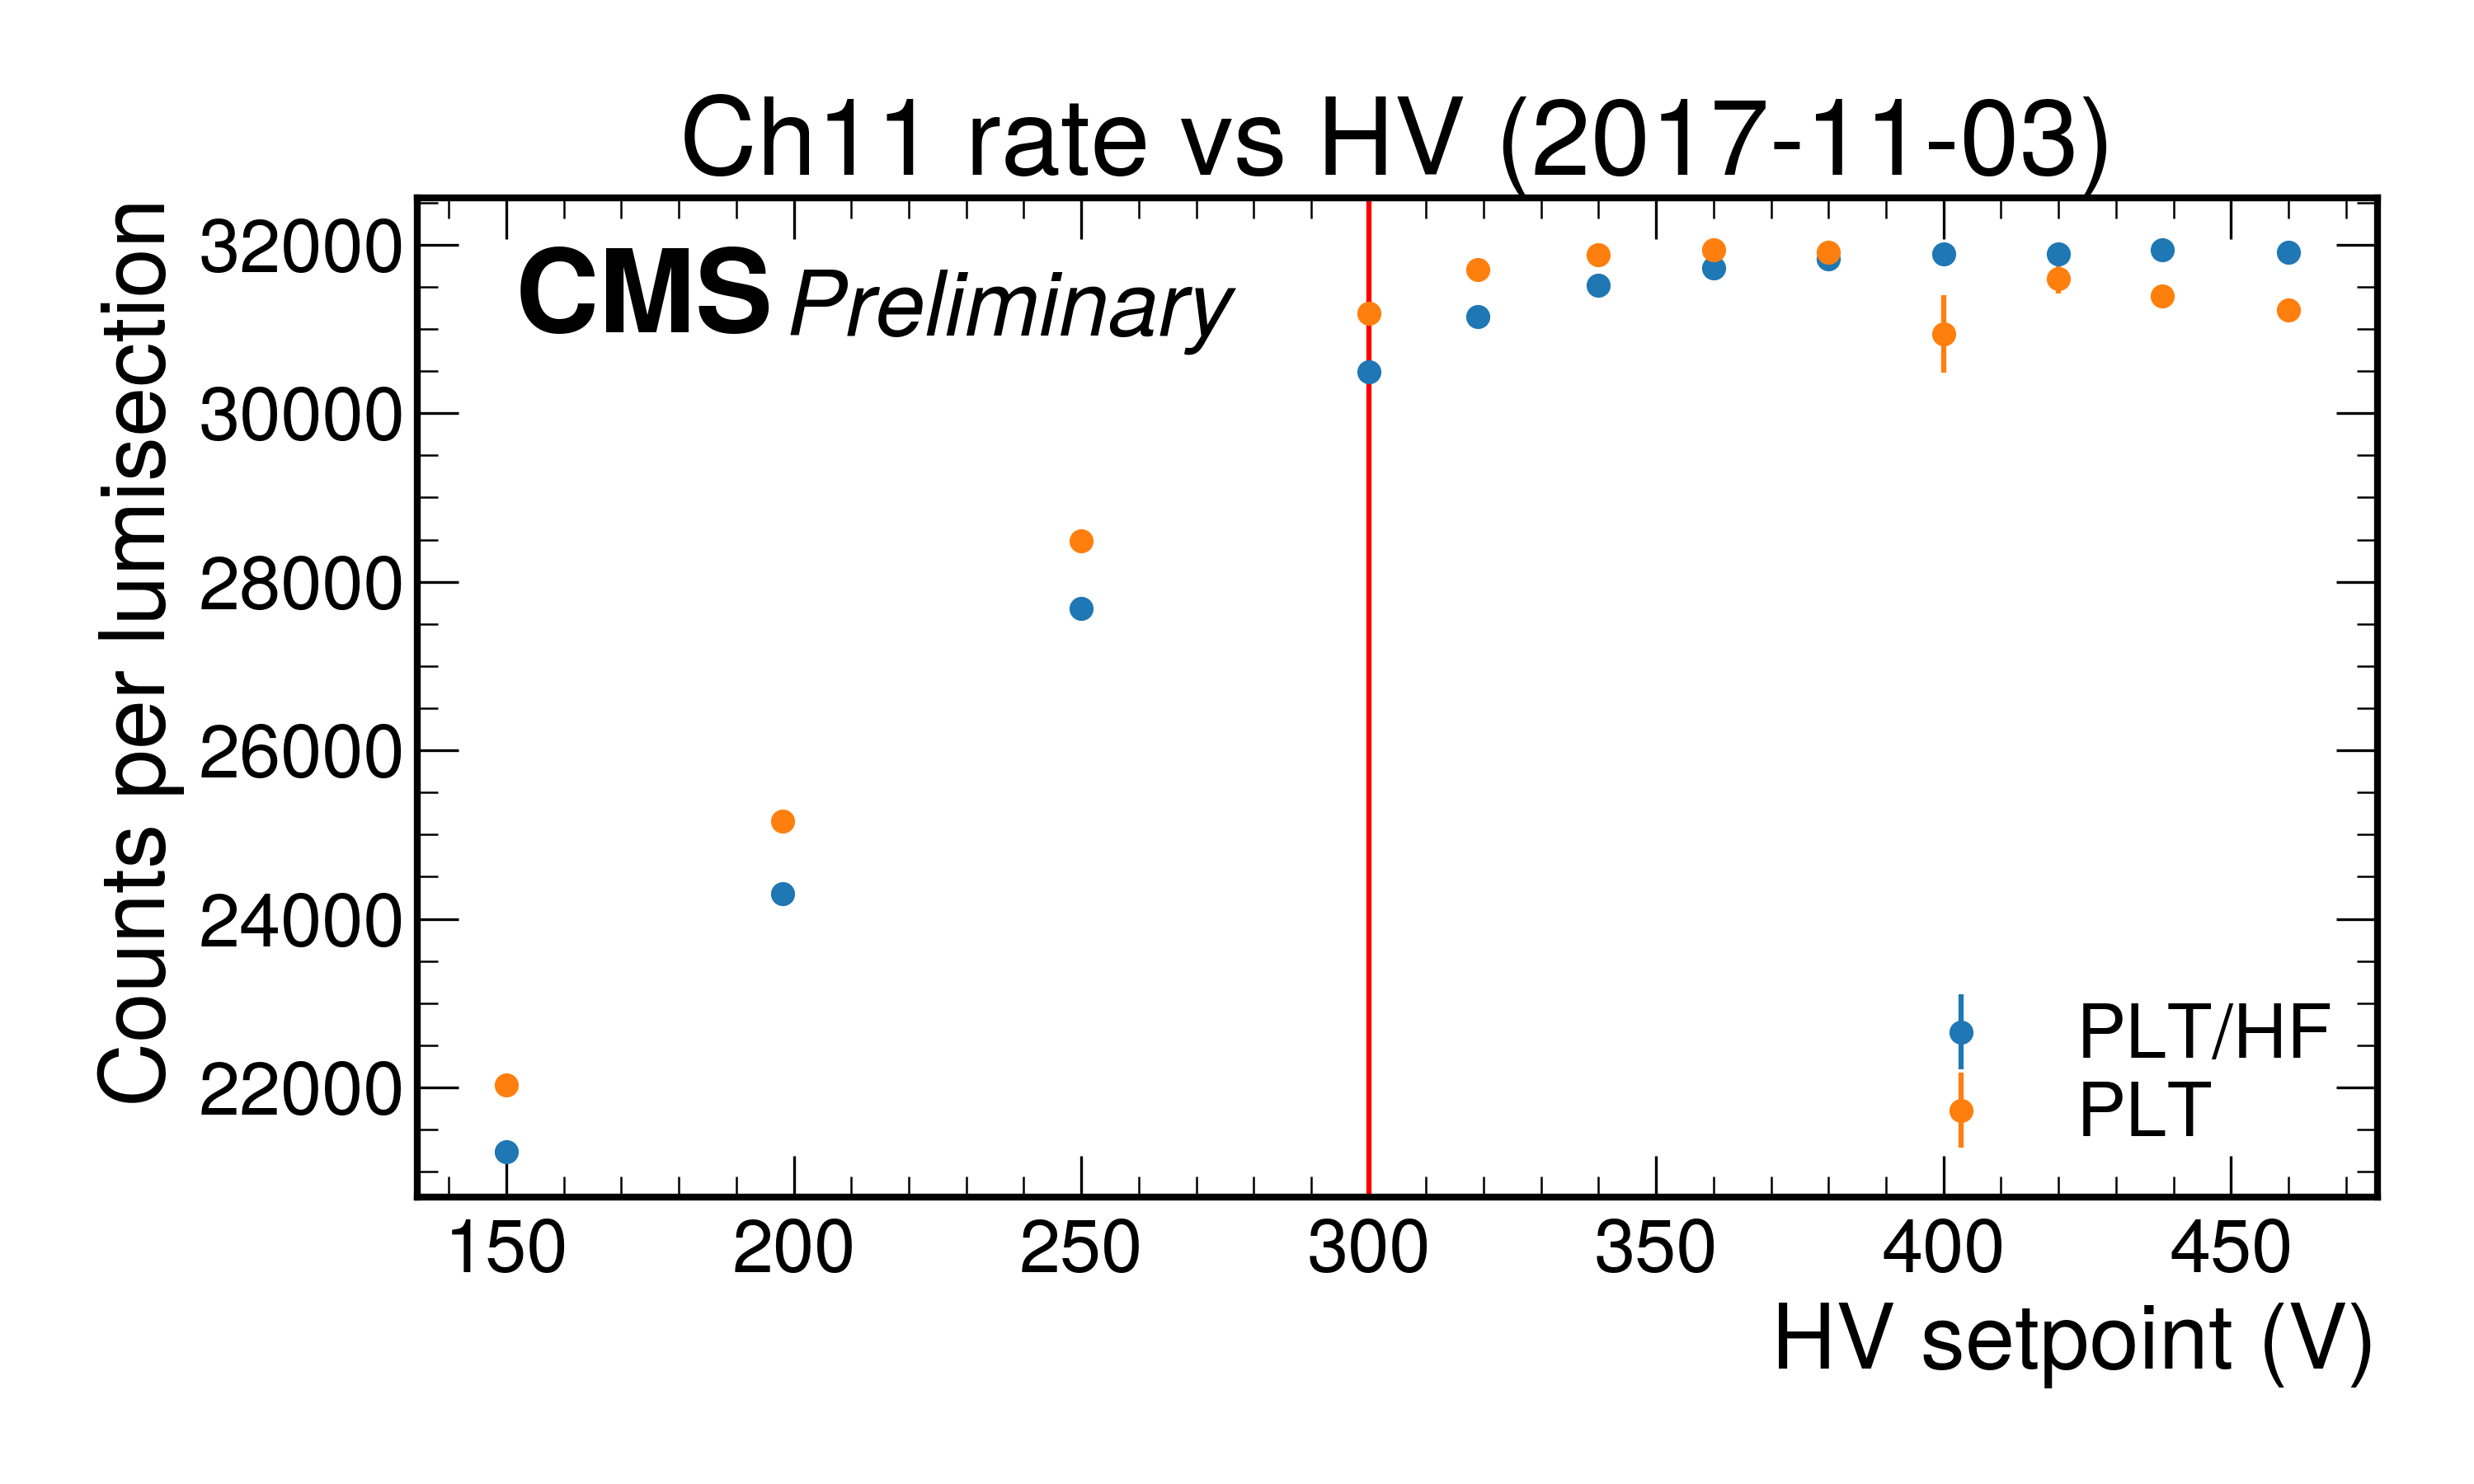 Ch11 rate vs HV (2017-11-03)
CMS Preliminary
Counts per lumisection
32000
30000
28000
26000
24000
22000
PLT/HF
PLT
150 200 250 300 350 400 450
HV setpoint (V)